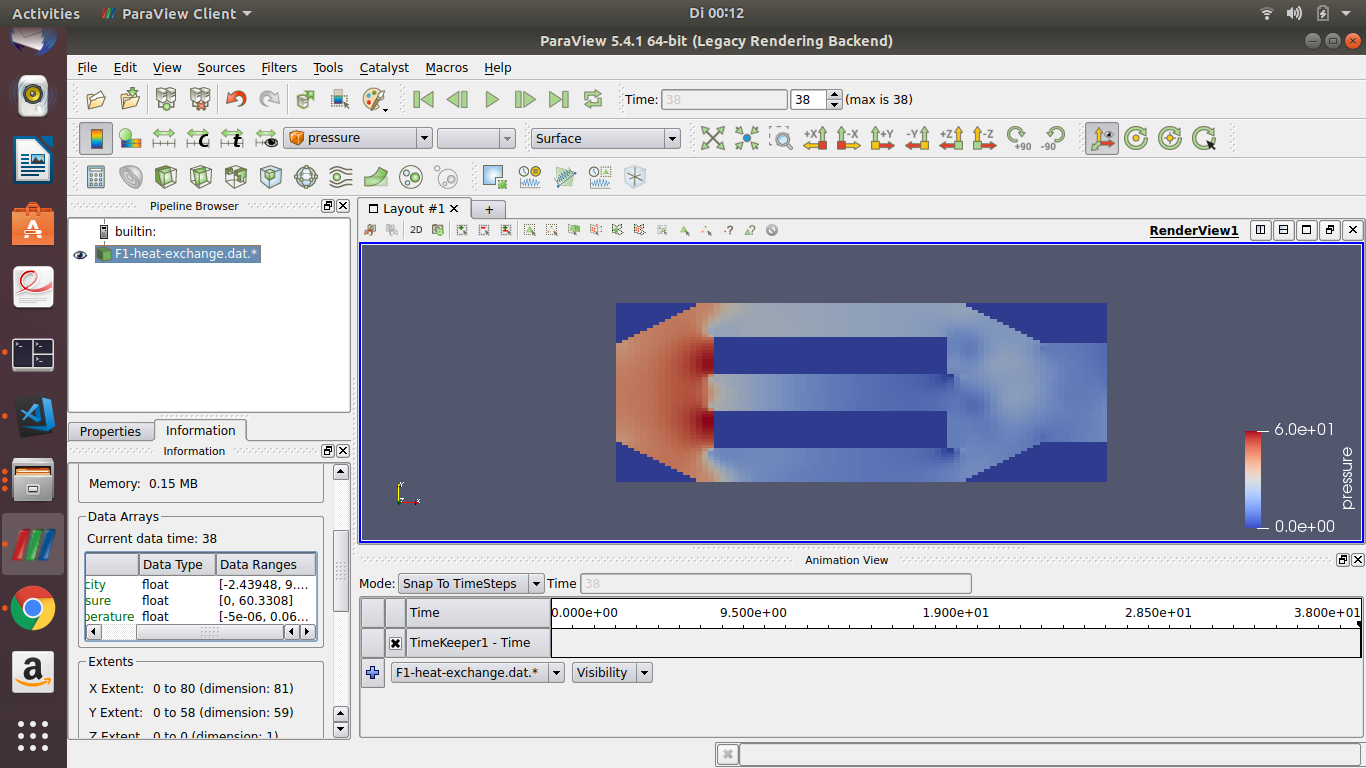 Activities ParaView Client Di 00:12
ParaView 5.4.1 64-bit (Legacy Rendering Backend)
File Edit View Sources Filters Tools Catalyst Macros Help
Time: 38 38 (max is 38)
pressure Surface +X -X +Y -Y +Z -Z +90 -90
Pipeline Browser
builtin:
F1-heat-exchange.dat.*
Properties Information
Information
Memory: 0.15 MB
Data Arrays
Current data time: 38
Data Type Data Ranges
city float [-2.43948, 9....
sure float [0, 60.3308]
perature float [-5e-06, 0.06...
Extents
X Extent: 0 to 80 (dimension: 81)
Y Extent: 0 to 58 (dimension: 59)
Z Extent: 0 to 0 (dimension: 1)
Layout #1 +
2D RenderView1
6.0e+01
pressure
0.0e+00
Y
Z X
Animation View
Mode: Snap To TimeSteps Time 38
Time 0.000e+00 9.500e+00 1.900e+01 2.850e+01 3.800e+01
TimeKeeper1 - Time
F1-heat-exchange.dat.* Visibility